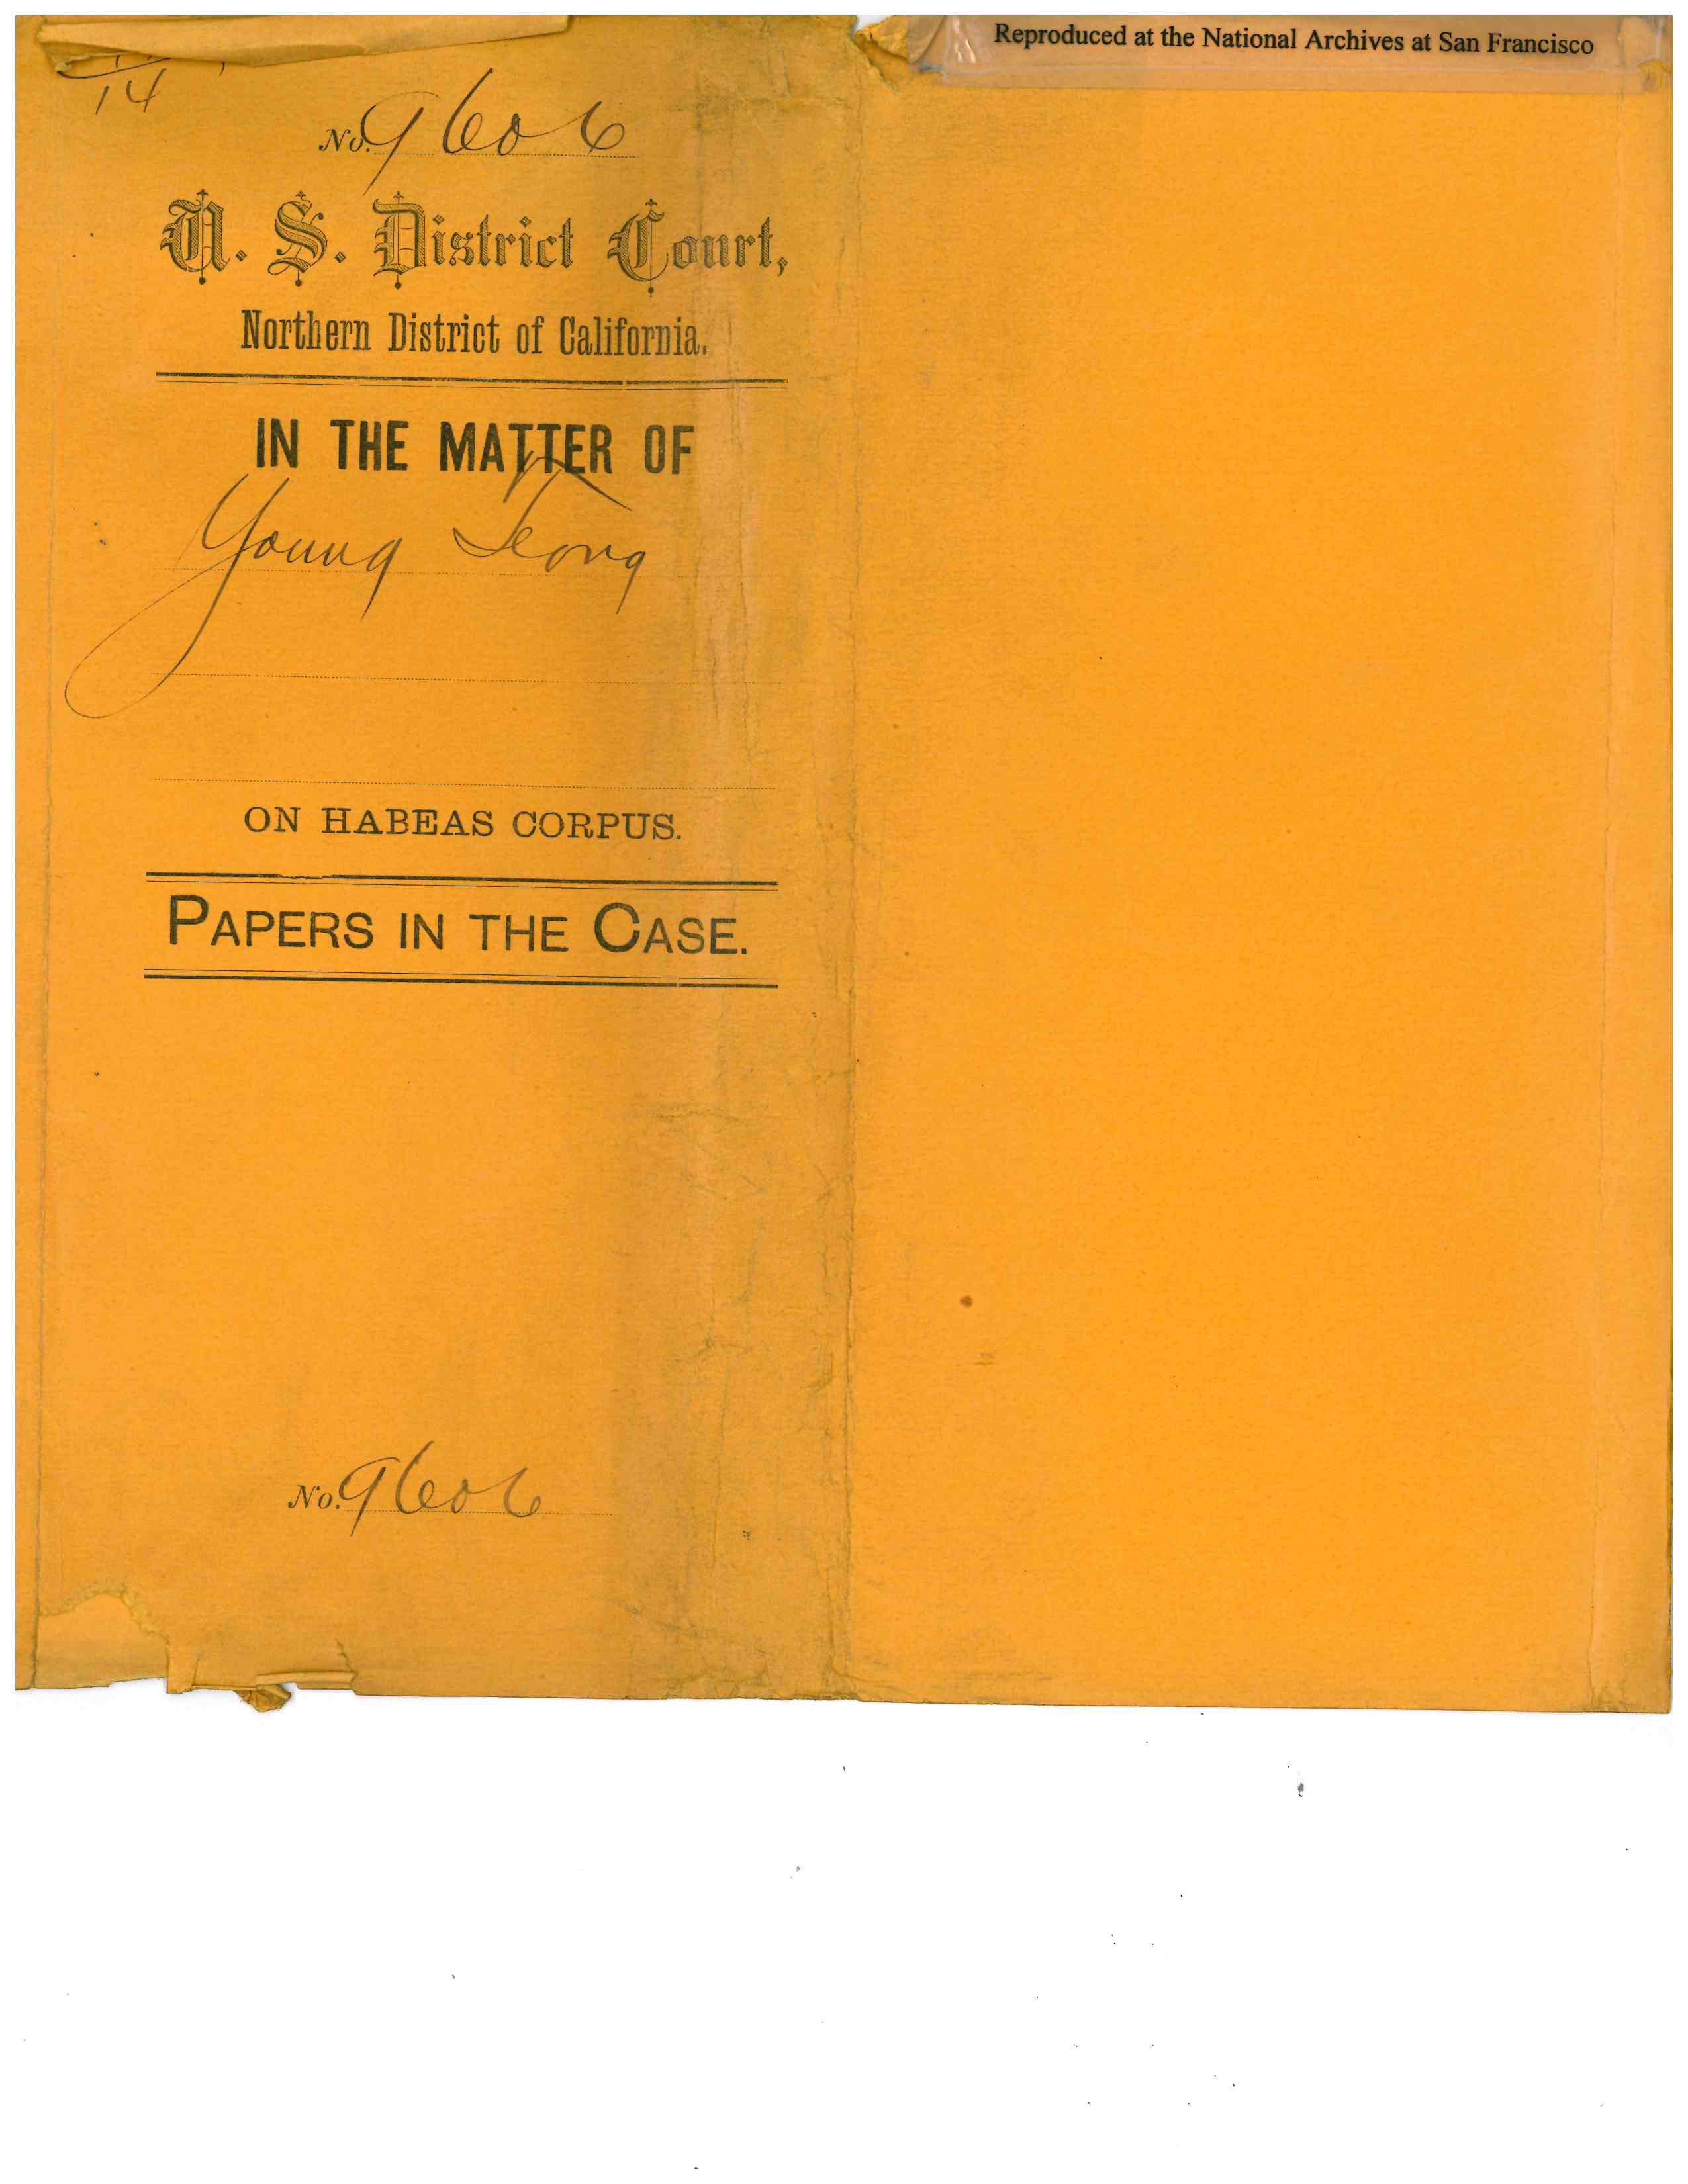 Reproduced at the National Archives at San Francisco
14
No. 9606
U. S. District Court,
Northern District of California.
IN THE MATTER OF
Young Jeong
ON HABEAS CORPUS.
PAPERS IN THE CASE.
No. 9606